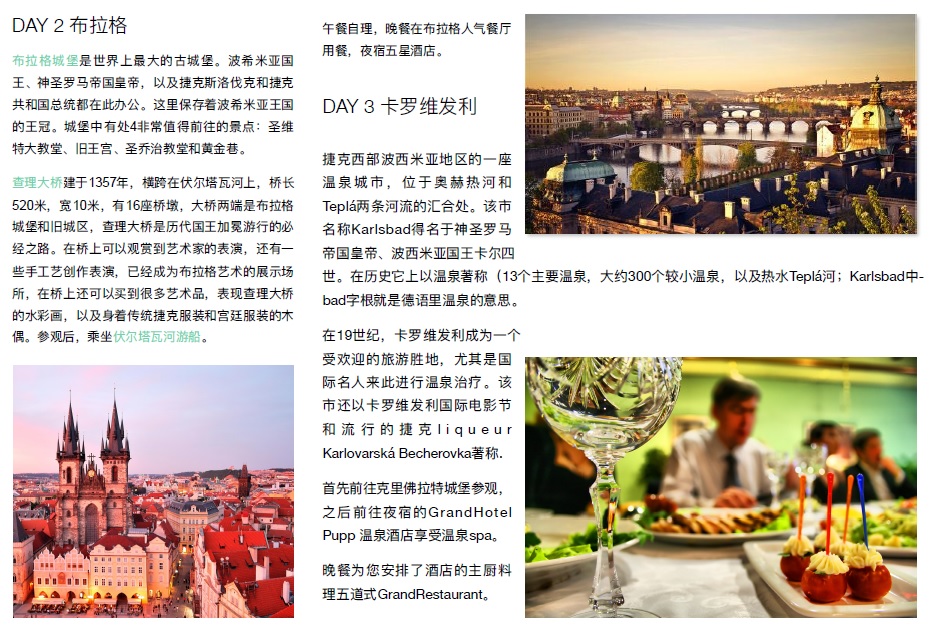 DAY 2 布拉格
布拉格城堡是世界上最大的古城堡。波希米亚国
王、神圣罗马帝国皇帝，以及捷克斯洛伐克和捷克
共和国总统都在此办公。这里保存着波希米亚王国
的王冠。城堡中有处4非常值得前往的景点：圣维
特大教堂、旧王宫、圣乔治教堂和黄金巷。
查理大桥建于1357年，横跨在伏尔塔瓦河上，桥长
520米，宽10米，有16座桥墩，大桥两端是布拉格
城堡和旧城区，查理大桥是历代国王加冕游行的必
经之路。在桥上可以观赏到艺术家的表演，还有一
些手工艺创作表演，已经成为布拉格艺术的展示场
所，在桥上还可以买到很多艺术品，表现查理大桥
的水彩画，以及身着传统捷克服装和宫廷服装的木
偶。参观后，乘坐伏尔塔瓦河游船。
午餐自理，晚餐在布拉格人气餐厅
用餐，夜宿五星酒店。
DAY 3 卡罗维发利
捷克西部波西米亚地区的一座
温泉城市，位于奥赫热河和
Teplá两条河流的汇合处。该市
名称Karlsbad得名于神圣罗马
帝国皇帝、波西米亚国王卡尔四
世。在历史它上以温泉著称（13个主要温泉，大约300个较小温泉，以及热水Teplá河；Karlsbad中-
bad字根就是德语里温泉的意思。
在19世纪，卡罗维发利成为一个
受欢迎的旅游胜地，尤其是国
际名人来此进行温泉治疗。该
市还以卡罗维发利国际电影节
和流行的捷克liqueur
Karlovarská Becherovka著称.
首先前往克里佛拉特城堡参观，
之后前往夜宿的GrandHotel
Pupp 温泉酒店享受温泉spa。
晚餐为您安排了酒店的主厨料
理五道式GrandRestaurant。